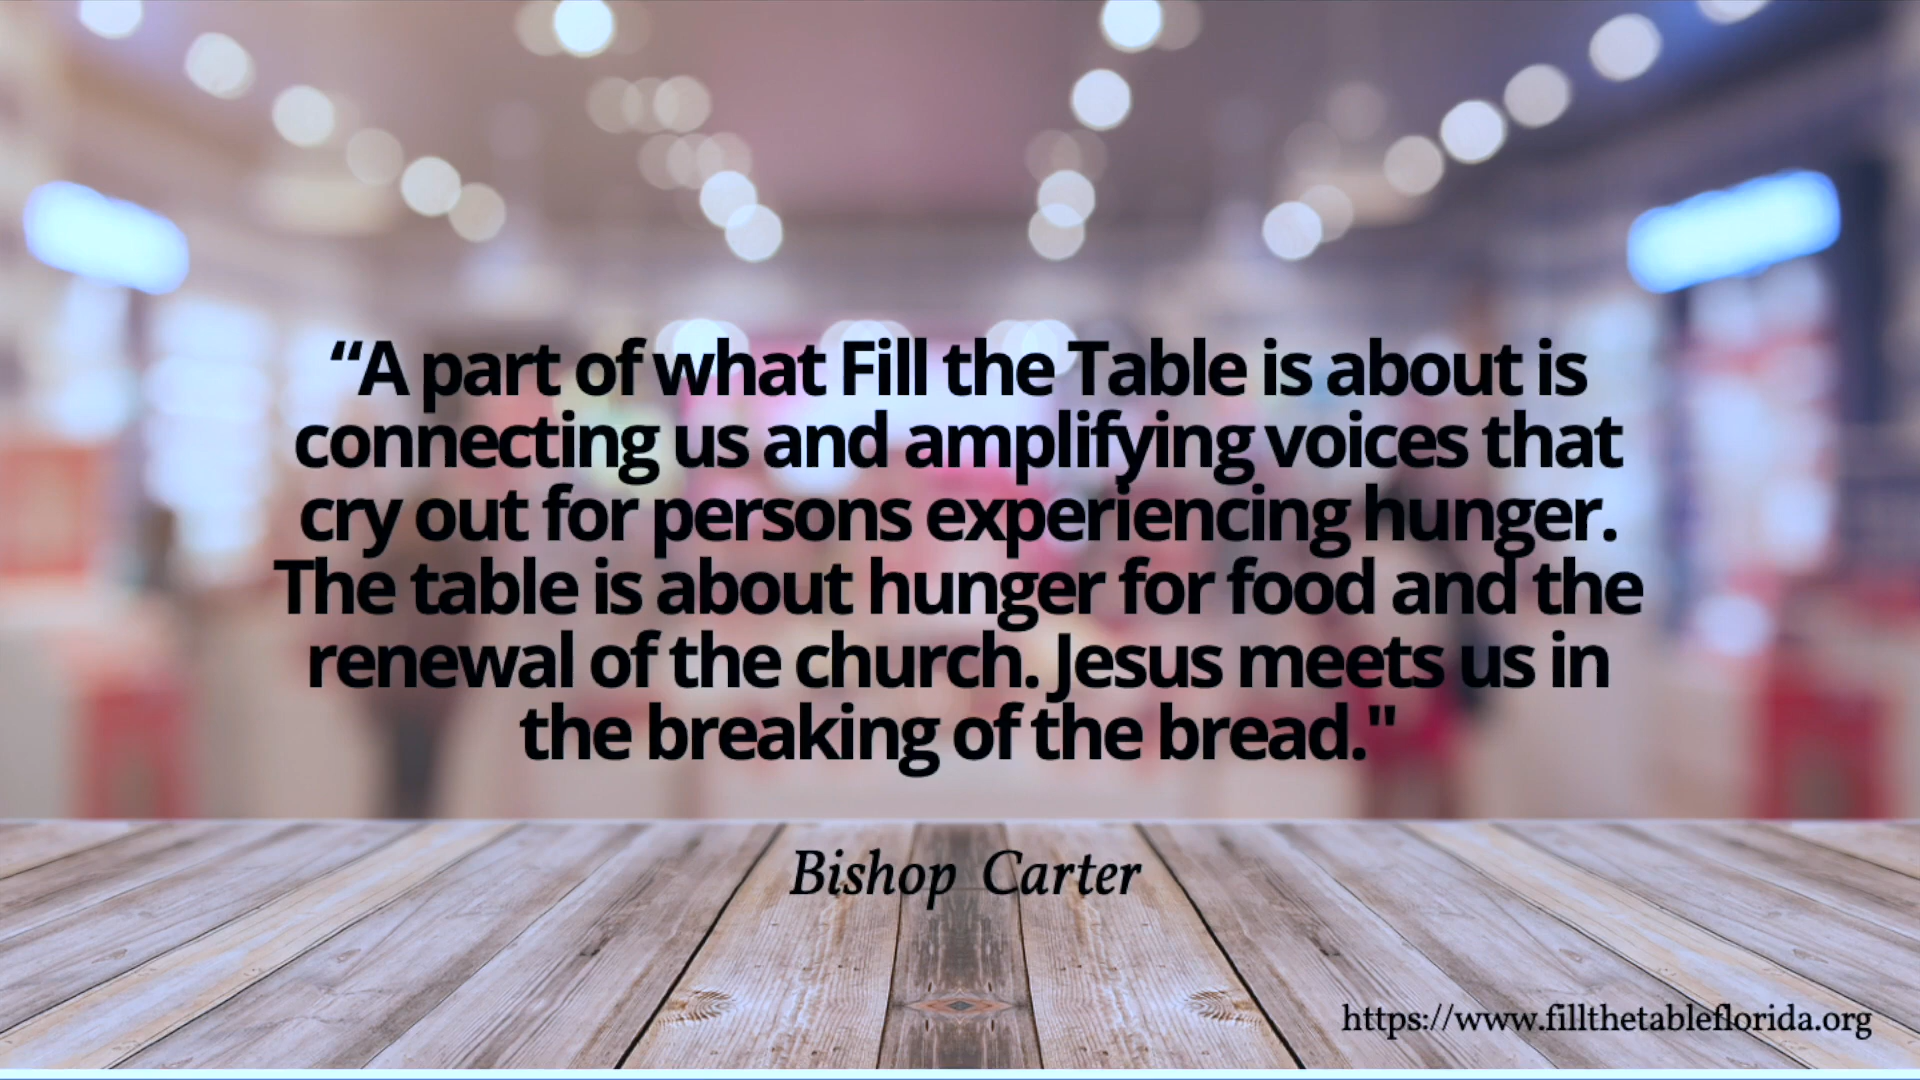 “A part of what Fill the Table is about is
connecting us and amplifying voices that
cry out for persons experiencing hunger.
The table is about hunger for food and the
renewal of the church. Jesus meets us in
the breaking of the bread."
Bishop Carter
https://www.fillthetableflorida.org